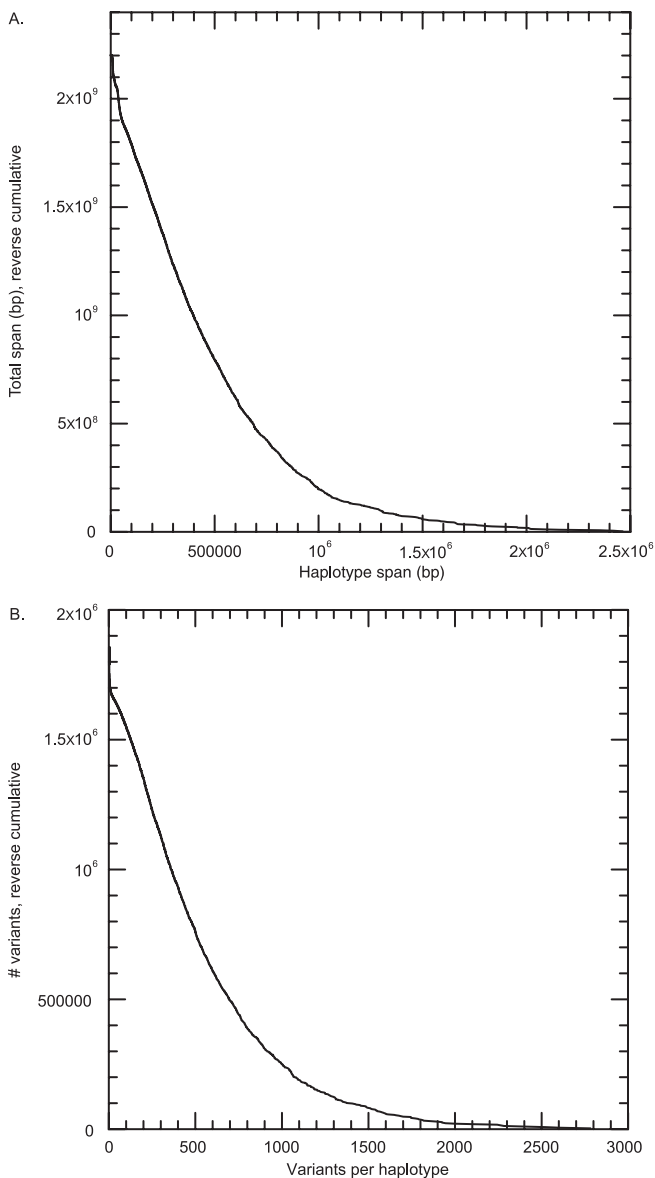 A.
2x10⁹
1.5x10⁹
10⁹
5x10⁸
0
Total span (bp), reverse cumulative
0 500000 10⁶ 1.5x10⁶ 2x10⁶ 2.5x10⁶
Haplotype span (bp)
B.
2x10⁶
1.5x10⁶
10⁶
500000
0
# variants, reverse cumulative
0 500 1000 1500 2000 2500 3000
Variants per haplotype